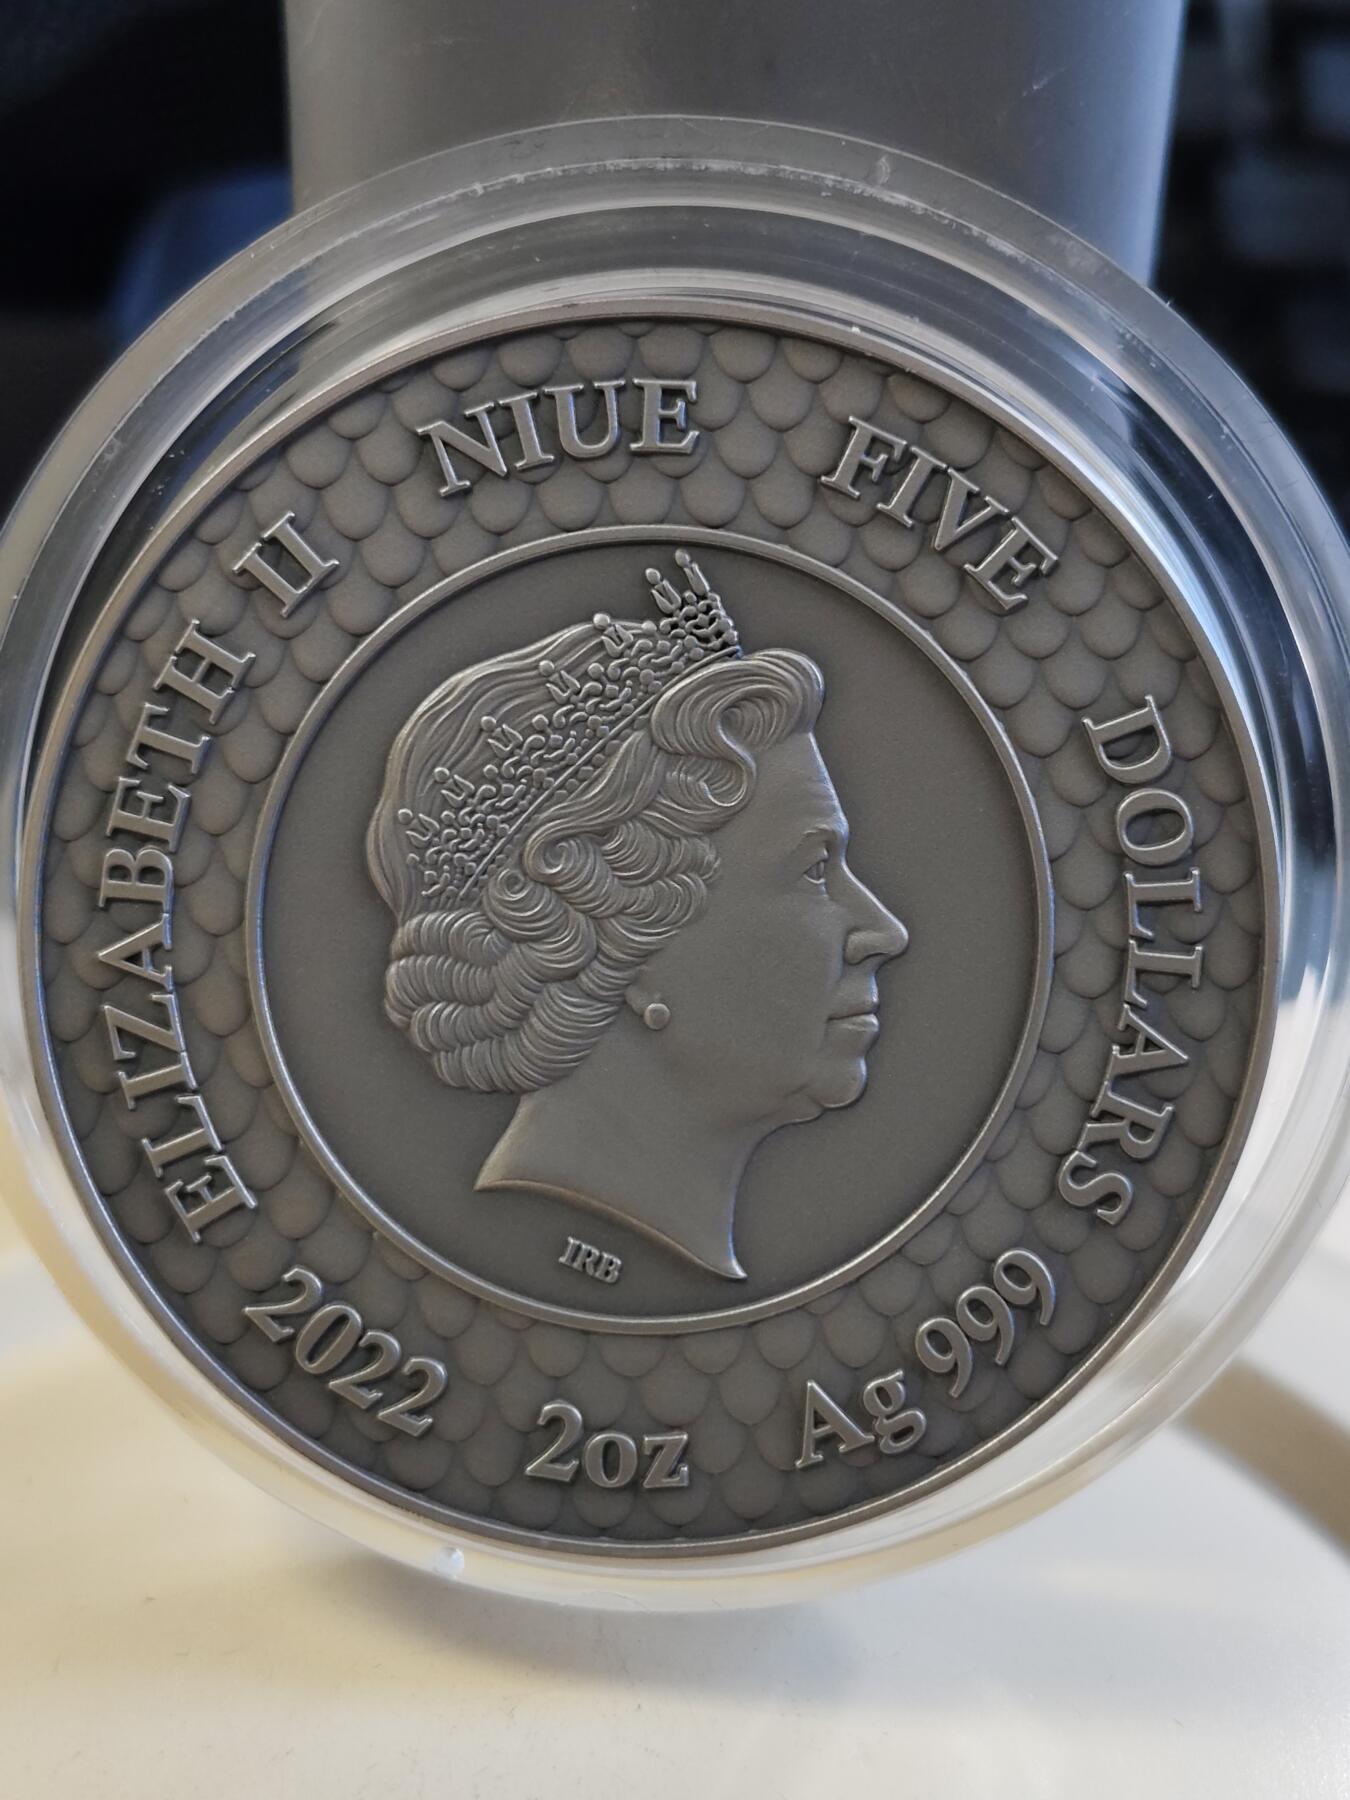 ELIZABETH II NIUE FIVE DOLLARS
2022 2oz Ag 999
IRB